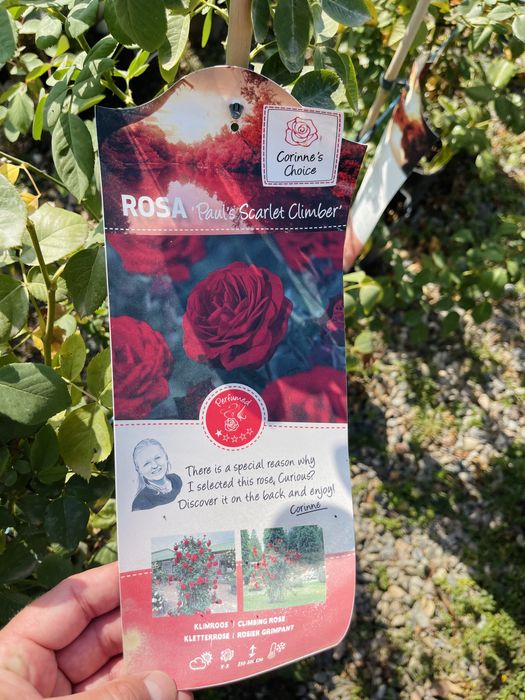 Corinne's
Choice
ROSA 'Paul's Scarlet Climber'
Perfumed
There is a special reason why
I selected this rose, Curious?
Discover it on the back and enjoy!
Corinne
KLIMROOS | CLIMBING ROSE
KLETTERROSE | ROSIER GRIMPANT